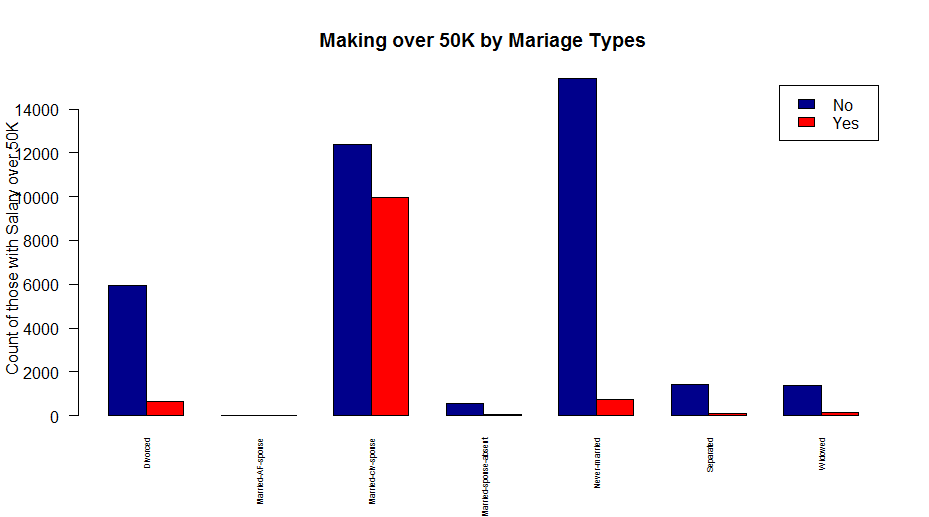 Making over 50K by Mariage Types
No
Yes
Count of those with Salary over 50K
14000
12000
10000
8000
6000
4000
2000
0
Divorced
Married-AF-spouse
Married-civ-spouse
Married-spouse-absent
Never-married
Separated
Widowed